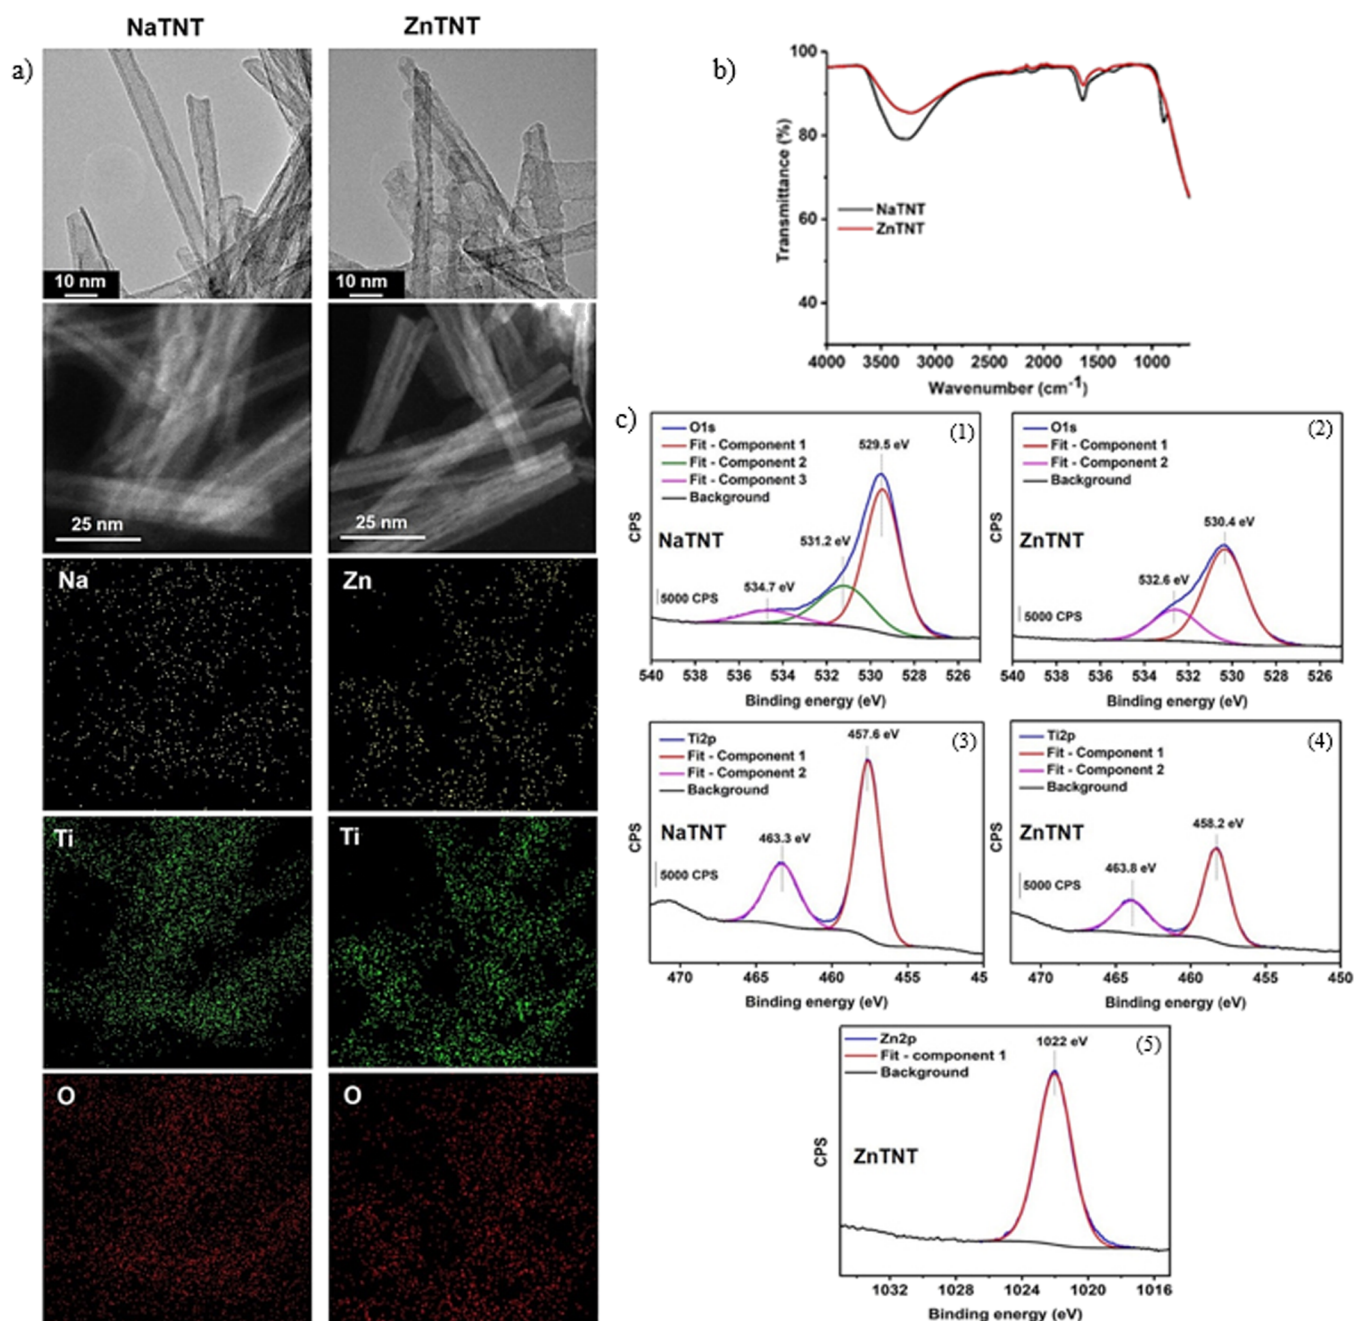 NaTNT
ZnTNT
a)
10 nm
10 nm
25 nm
25 nm
Na
Zn
Ti
Ti
O
O
b)
100
80
60
40
Transmittance (%)
NaTNT
ZnTNT
4000 3500 3000 2500 2000 1500 1000
Wavenumber (cm-1)
c)
(1)
O1s
Fit - Component 1
Fit - Component 2
Fit - Component 3
Background
529.5 eV
531.2 eV
534.7 eV
NaTNT
5000 CPS
CPS
540 538 536 534 532 530 528 526
Binding energy (eV)
(2)
O1s
Fit - Component 1
Fit - Component 2
Background
530.4 eV
532.6 eV
ZnTNT
5000 CPS
CPS
540 538 536 534 532 530 528 526
Binding energy (eV)
(3)
Ti2p
Fit - Component 1
Fit - Component 2
Background
457.6 eV
463.3 eV
NaTNT
5000 CPS
CPS
470 465 460 455 45
Binding energy (eV)
(4)
Ti2p
Fit - Component 1
Fit - Component 2
Background
458.2 eV
463.8 eV
ZnTNT
5000 CPS
CPS
470 465 460 455 450
Binding energy (eV)
(5)
Zn2p
Fit - component 1
Background
1022 eV
ZnTNT
CPS
1032 1028 1024 1020 1016
Binding energy (eV)